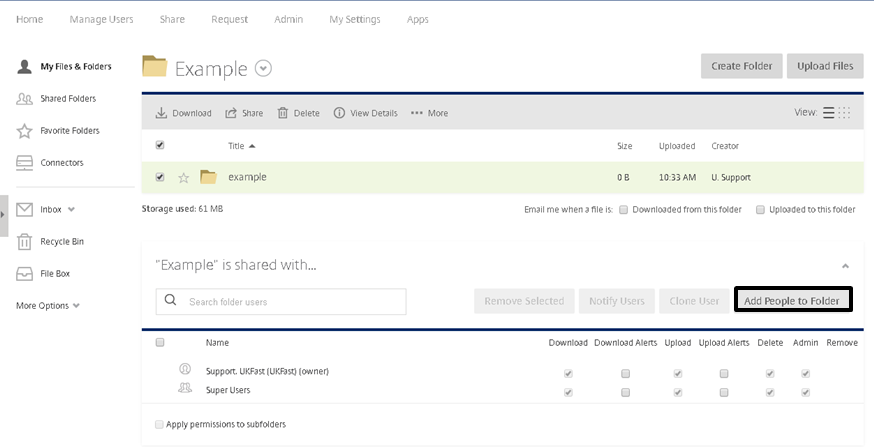 Home Manage Users Share Request Admin My Settings Apps
My Files & Folders
Shared Folders
Favorite Folders
Connectors
Inbox
Recycle Bin
File Box
More Options
Example Create Folder Upload Files
Download Share Delete View Details ••• More View:
Title Size Uploaded Creator
example 0 B 10:33 AM U. Support
Storage used: 61 MB Email me when a file is: Downloaded from this folder Uploaded to this folder
"Example" is shared with...
Search folder users Remove Selected Notify Users Clone User Add People to Folder
Name Download Download Alerts Upload Upload Alerts Delete Admin Remove
Support. UKFast (UKFast) (owner)
Super Users
Apply permissions to subfolders